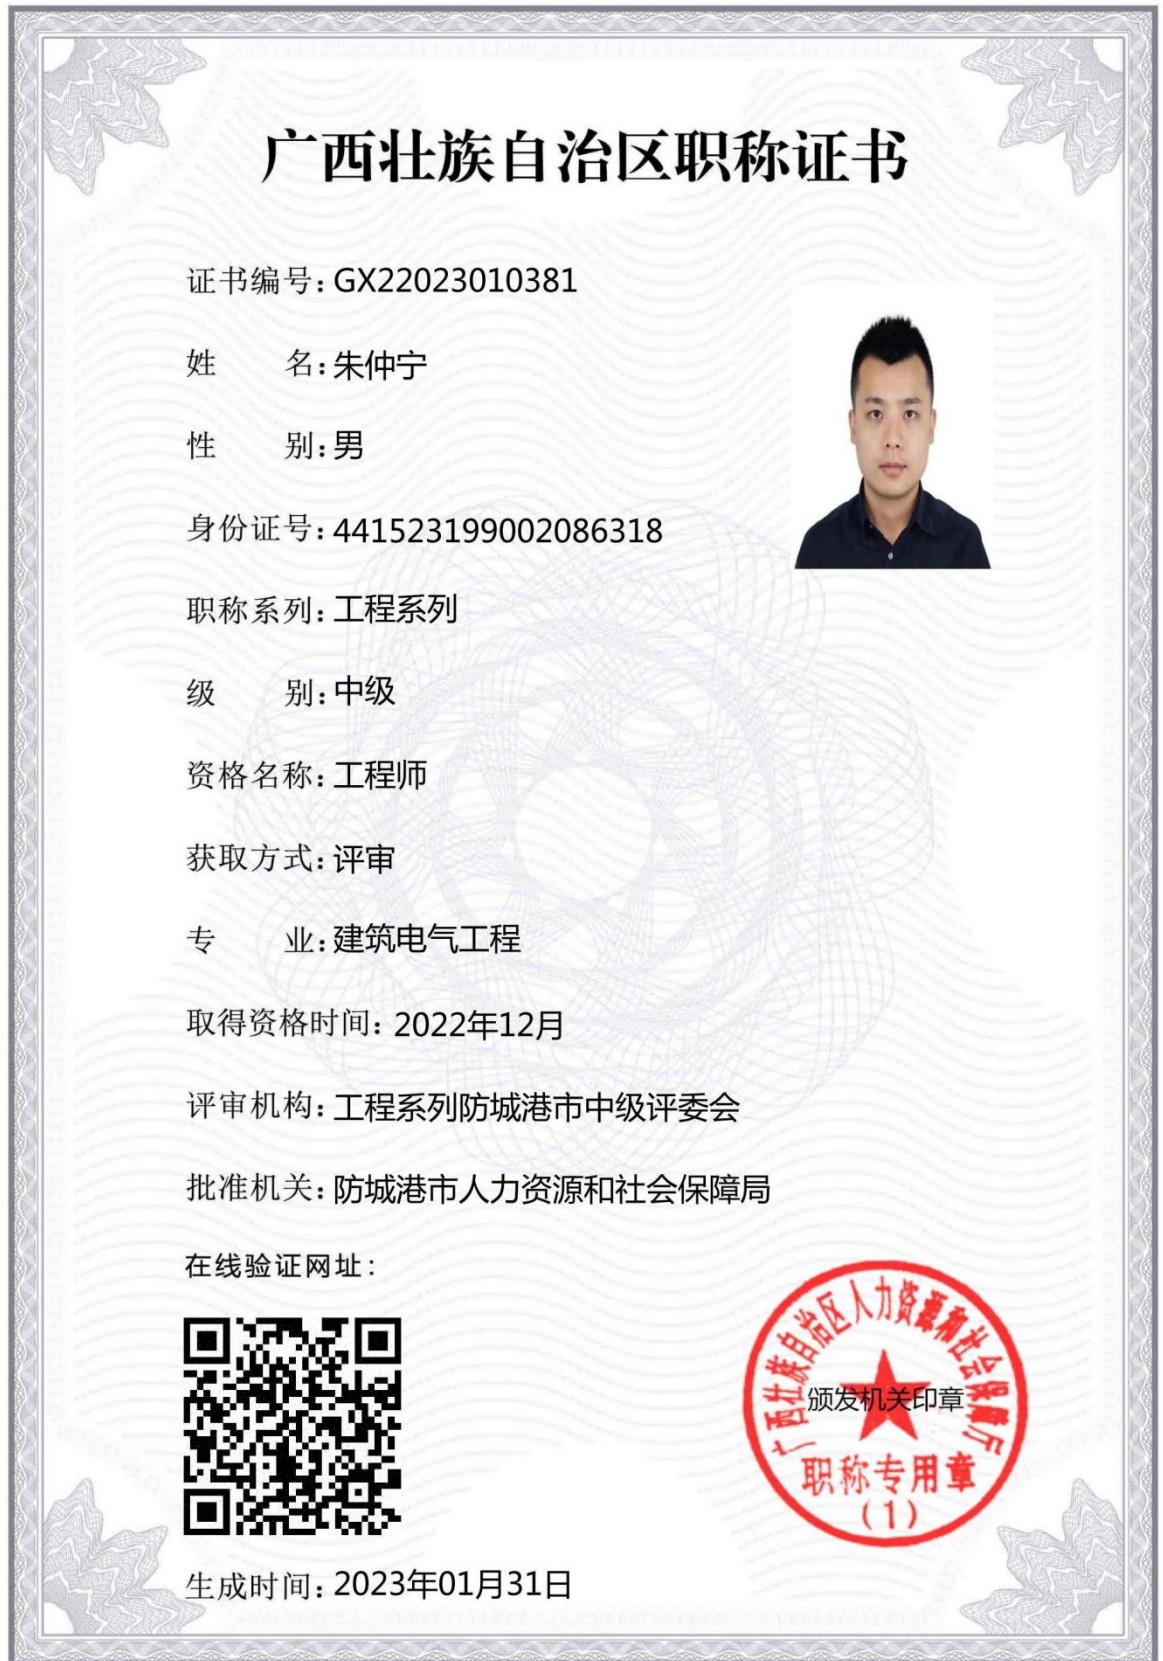 广西壮族自治区职称证书
证书编号：GX22023010381
姓 名：朱仲宁
性 别：男
身份证号：441523199002086318
职称系列：工程系列
级 别：中级
资格名称：工程师
获取方式：评审
专 业：建筑电气工程
取得资格时间：2022年12月
评审机构：工程系列防城港市中级评委会
批准机关：防城港市人力资源和社会保障局
在线验证网址：
广西壮族自治区人力资源和社会保障厅
颁发机关印章
职称专用章
（1）
生成时间：2023年01月31日